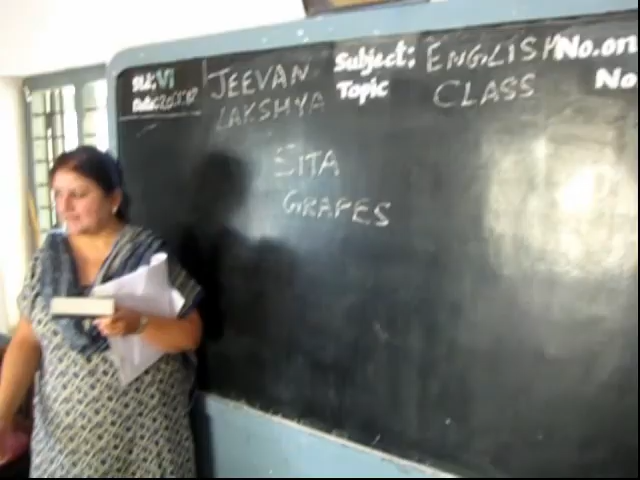 Std: VI JEEVAN Subject: ENGLISH No.on
LAKSHYA Topic CLASS No
SITA
GRAPES